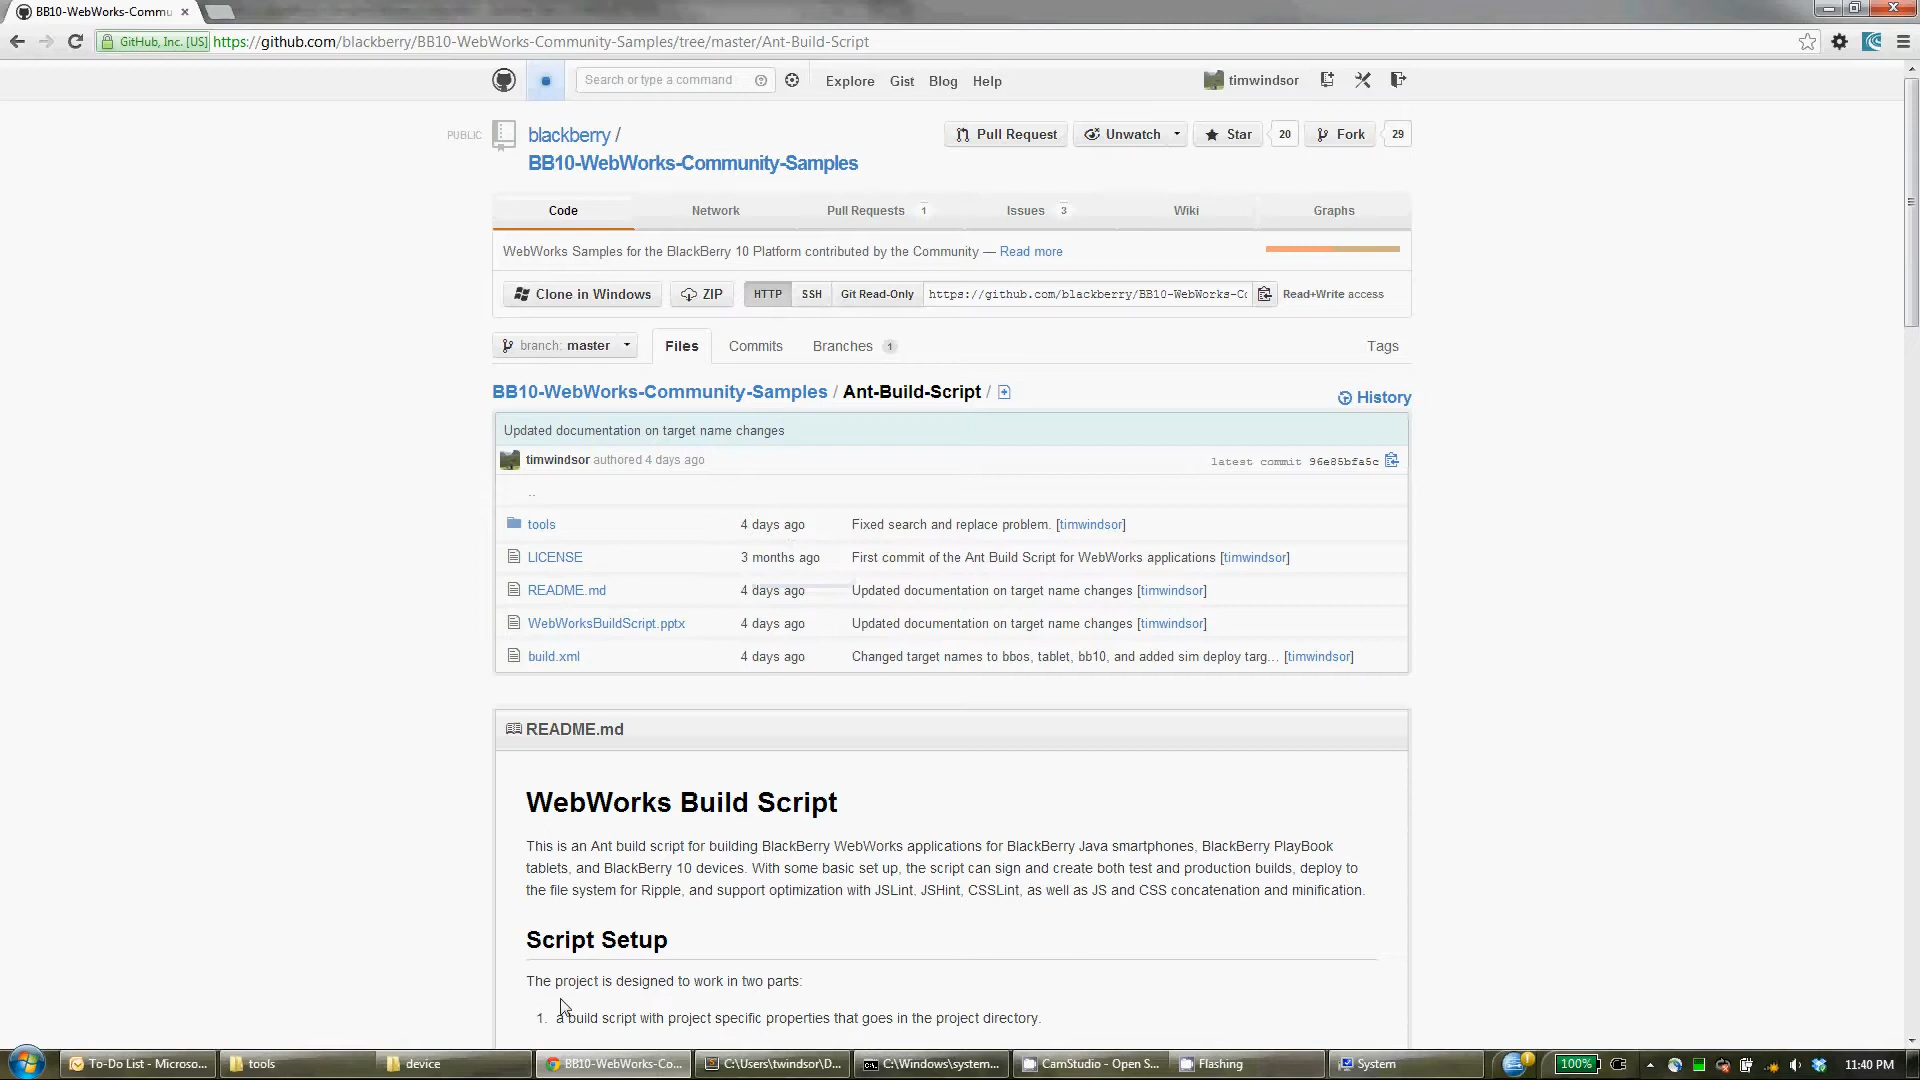 BB10-WebWorks-Commu
GitHub, Inc. [US] https://github.com/blackberry/BB10-WebWorks-Community-Samples/tree/master/Ant-Build-Script
Search or type a command
Explore Gist Blog Help
timwindsor
PUBLIC
blackberry /
BB10-WebWorks-Community-Samples
Pull Request Unwatch Star 20 Fork 29
Code Network Pull Requests 1 Issues 3 Wiki Graphs
WebWorks Samples for the BlackBerry 10 Platform contributed by the Community — Read more
Clone in Windows ZIP HTTP SSH Git Read-Only https://github.com/blackberry/BB10-WebWorks-Co Read+Write access
branch: master Files Commits Branches 1 Tags
BB10-WebWorks-Community-Samples / Ant-Build-Script /
History
Updated documentation on target name changes
timwindsor authored 4 days ago
latest commit 96e85bfa5c
..
tools 4 days ago Fixed search and replace problem. [timwindsor]
LICENSE 3 months ago First commit of the Ant Build Script for WebWorks applications [timwindsor]
README.md 4 days ago Updated documentation on target name changes [timwindsor]
WebWorksBuildScript.pptx 4 days ago Updated documentation on target name changes [timwindsor]
build.xml 4 days ago Changed target names to bbos, tablet, bb10, and added sim deploy targ... [timwindsor]
README.md
WebWorks Build Script
This is an Ant build script for building BlackBerry WebWorks applications for BlackBerry Java smartphones, BlackBerry PlayBook
tablets, and BlackBerry 10 devices. With some basic set up, the script can sign and create both test and production builds, deploy to
the file system for Ripple, and support optimization with JSLint, JSHint, CSSLint, as well as JS and CSS concatenation and minification.
Script Setup
The project is designed to work in two parts:
1. a build script with project specific properties that goes in the project directory.
To-Do List - Microso... tools device BB10-WebWorks-Co... C:\Users\twindsor\D... C:\Windows\system... CamStudio - Open S... Flashing System 100% 11:40 PM